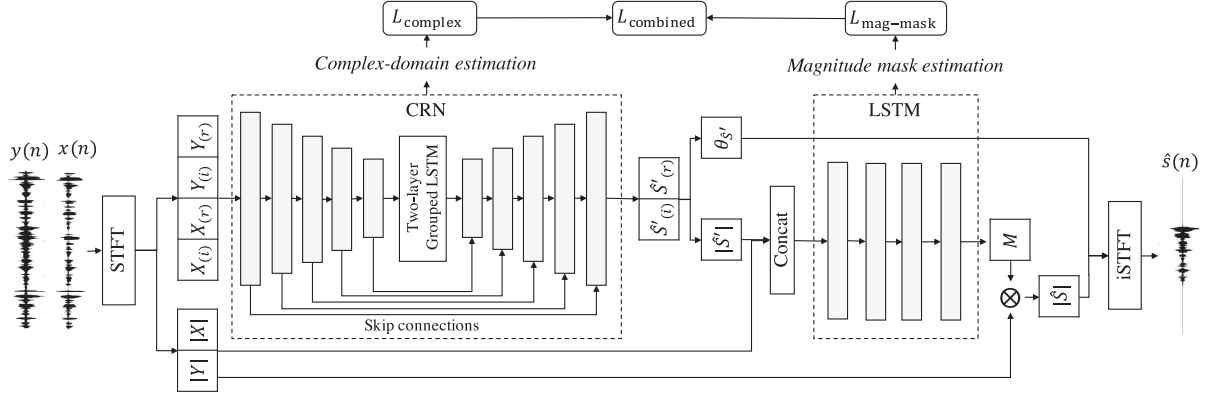 L_complex
L_combined
L_mag−mask
Complex-domain estimation
Magnitude mask estimation
CRN
LSTM
y(n) x(n)
STFT
Y_(r)
Y_(i)
X_(r)
X_(i)
|X|
|Y|
Two-layer
Grouped LSTM
Skip connections
Ŝ′_(r)
Ŝ′_(i)
θ_Ŝ′
|Ŝ′|
Concat
M
⊗
|Ŝ|
iSTFT
ŝ(n)